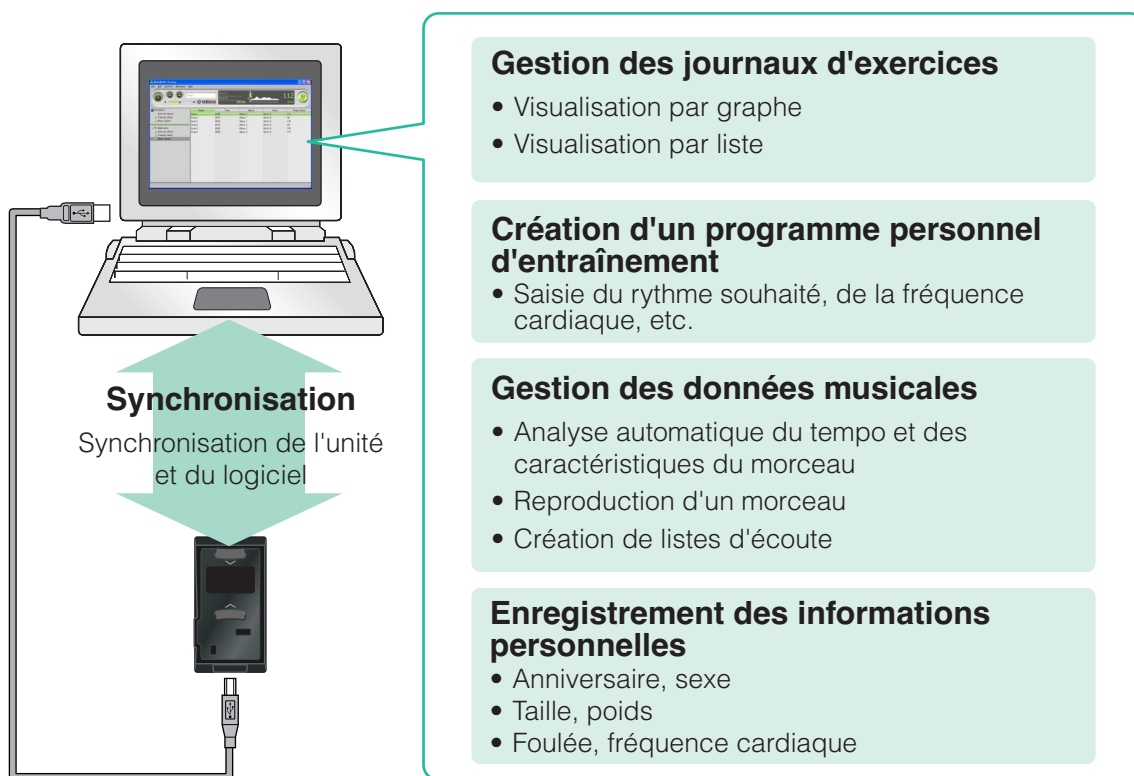 YAMAHA
112
Synchronisation
Synchronisation de l'unité
et du logiciel
Gestion des journaux d'exercices
• Visualisation par graphe
• Visualisation par liste
Création d'un programme personnel
d'entraînement
• Saisie du rythme souhaité, de la fréquence
cardiaque, etc.
Gestion des données musicales
• Analyse automatique du tempo et des
caractéristiques du morceau
• Reproduction d'un morceau
• Création de listes d'écoute
Enregistrement des informations
personnelles
• Anniversaire, sexe
• Taille, poids
• Foulée, fréquence cardiaque